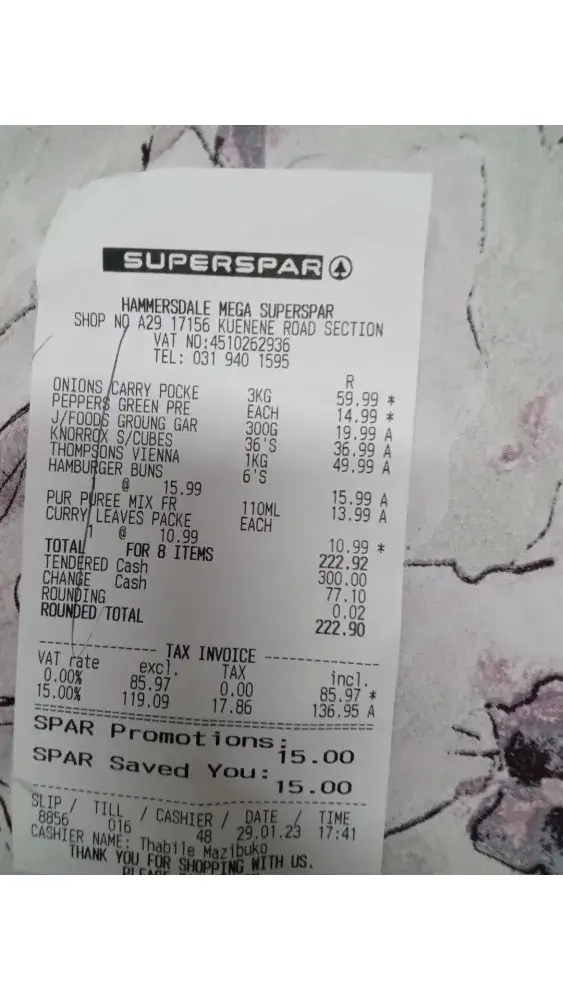 SUPERSPAR
HAMMERSDALE MEGA SUPERSPAR
SHOP NO A29 17156 KUENENE ROAD SECTION
VAT NO:4510262936
TEL: 031 940 1595
R
ONIONS CARRY POCKE 3KG 59.99 *
PEPPERS GREEN PRE EACH 14.99 *
J/FOODS GROUNG GAR 300G 19.99 A
KNORROX S/CUBES 36'S 36.99 A
THOMPSONS VIENNA 1KG 49.99 A
HAMBURGER BUNS 6'S
@ 15.99 15.99 A
PUR PUREE MIX FR 110ML 13.99 A
CURRY LEAVES PACKE EACH
1 @ 10.99 10.99 *
TOTAL FOR 8 ITEMS 222.92
TENDERED Cash 300.00
CHANGE Cash 77.10
ROUNDING 0.02
ROUNDED TOTAL 222.90
TAX INVOICE
VAT rate excl. TAX incl.
0.00% 85.97 0.00 85.97 *
15.00% 119.09 17.86 136.95 A
SPAR Promotions: 15.00
SPAR Saved You: 15.00
SLIP / TILL / CASHIER / DATE / TIME
8856 016 48 29.01.23 17:41
CASHIER NAME: Thabile Mazibuko
THANK YOU FOR SHOPPING WITH US.